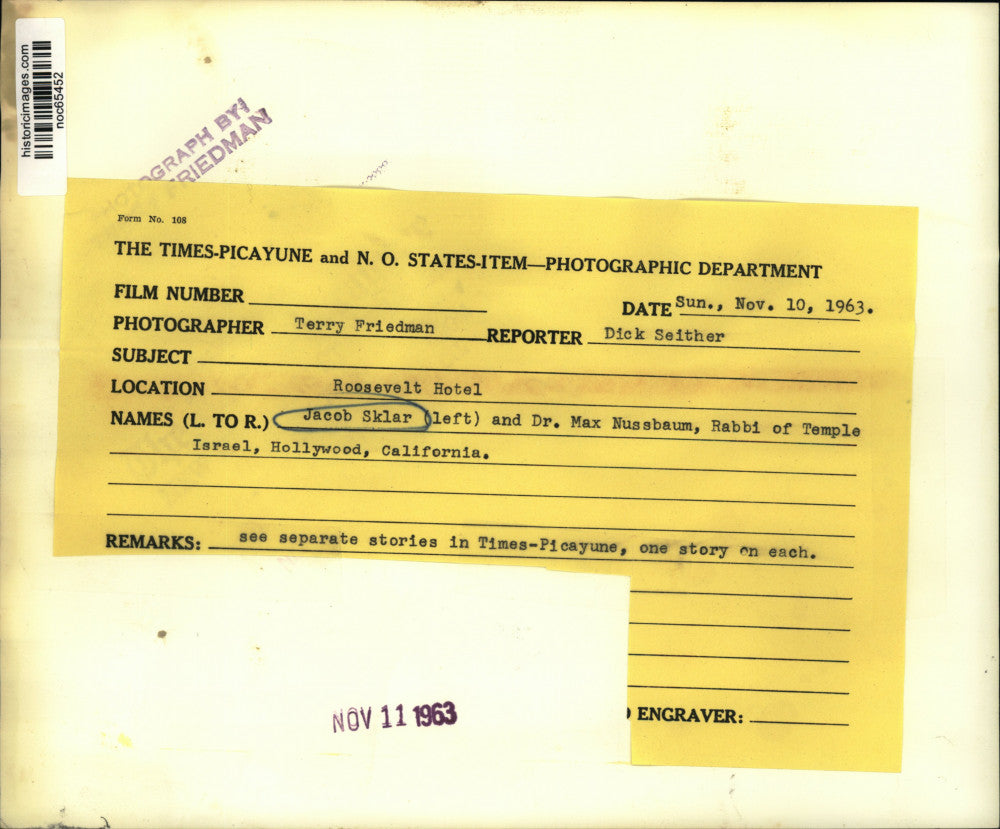 historicimages.com
noc65452
OGRAPH BY:
FRIEDMAN
Form No. 108
THE TIMES-PICAYUNE and N. O. STATES-ITEM—PHOTOGRAPHIC DEPARTMENT
FILM NUMBER
DATE Sun., Nov. 10, 1963.
PHOTOGRAPHER Terry Friedman REPORTER Dick Seither
SUBJECT
LOCATION Roosevelt Hotel
NAMES (L. TO R.) Jacob Sklar (left) and Dr. Max Nussbaum, Rabbi of Temple
Israel, Hollywood, California.
REMARKS: see separate stories in Times-Picayune, one story on each.
ENGRAVER:
NOV 11 1963